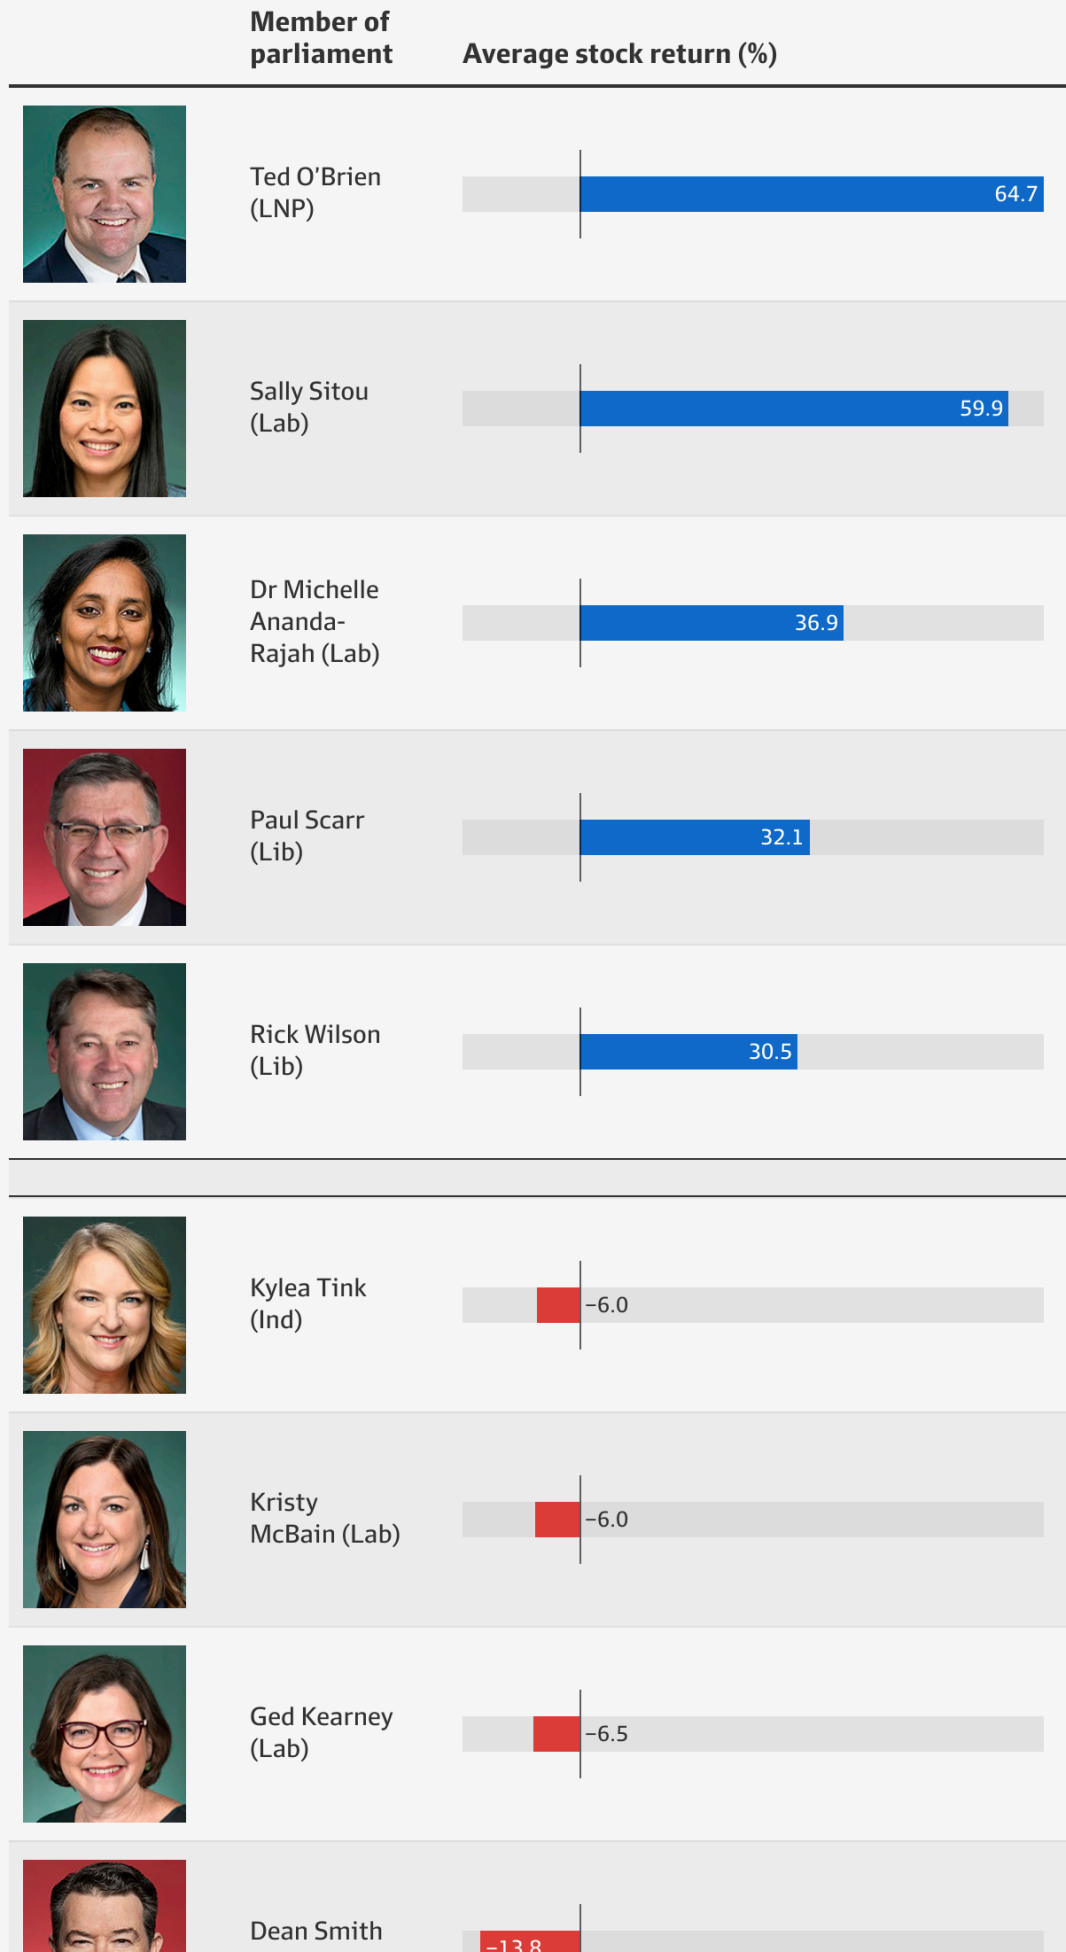 Member of
parliament
Average stock return (%)
Ted O’Brien
(LNP)
64.7
Sally Sitou
(Lab)
59.9
Dr Michelle
Ananda-
Rajah (Lab)
36.9
Paul Scarr
(Lib)
32.1
Rick Wilson
(Lib)
30.5
Kylea Tink
(Ind)
−6.0
Kristy
McBain (Lab)
−6.0
Ged Kearney
(Lab)
−6.5
Dean Smith
−13.8